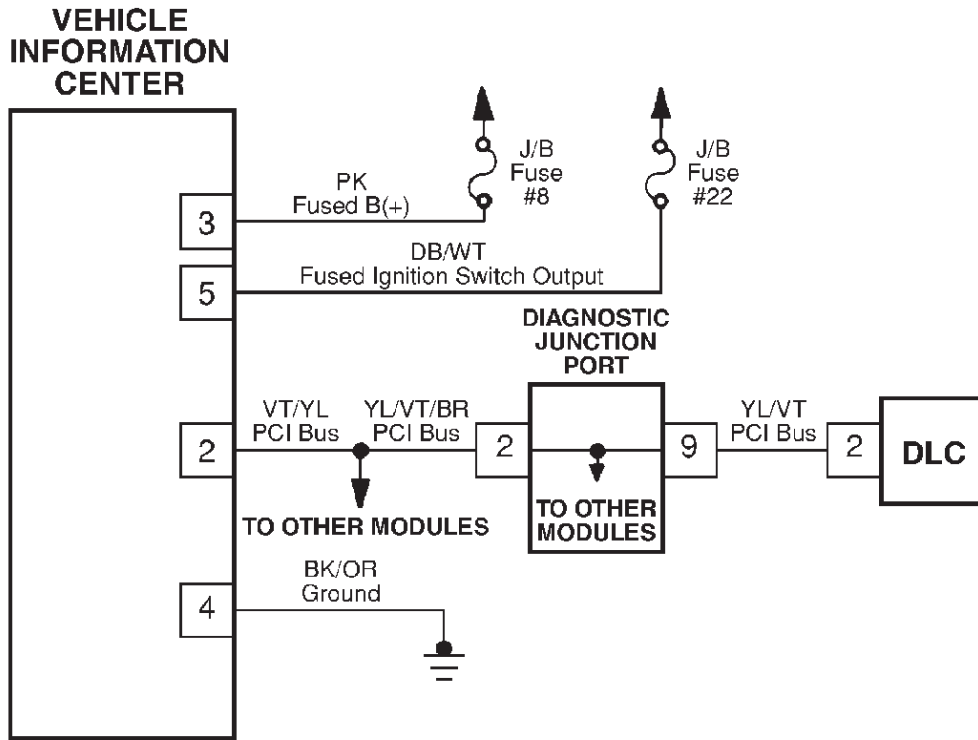 VEHICLE
INFORMATION
CENTER
J/B
Fuse
#8
J/B
Fuse
#22
PK
Fused B(+)
3
DB/WT
Fused Ignition Switch Output
5
DIAGNOSTIC
JUNCTION
PORT
VT/YL
PCI Bus
YL/VT/BR
PCI Bus
YL/VT
PCI Bus
2
2
9
2
DLC
TO OTHER MODULES
TO OTHER
MODULES
BK/OR
Ground
4